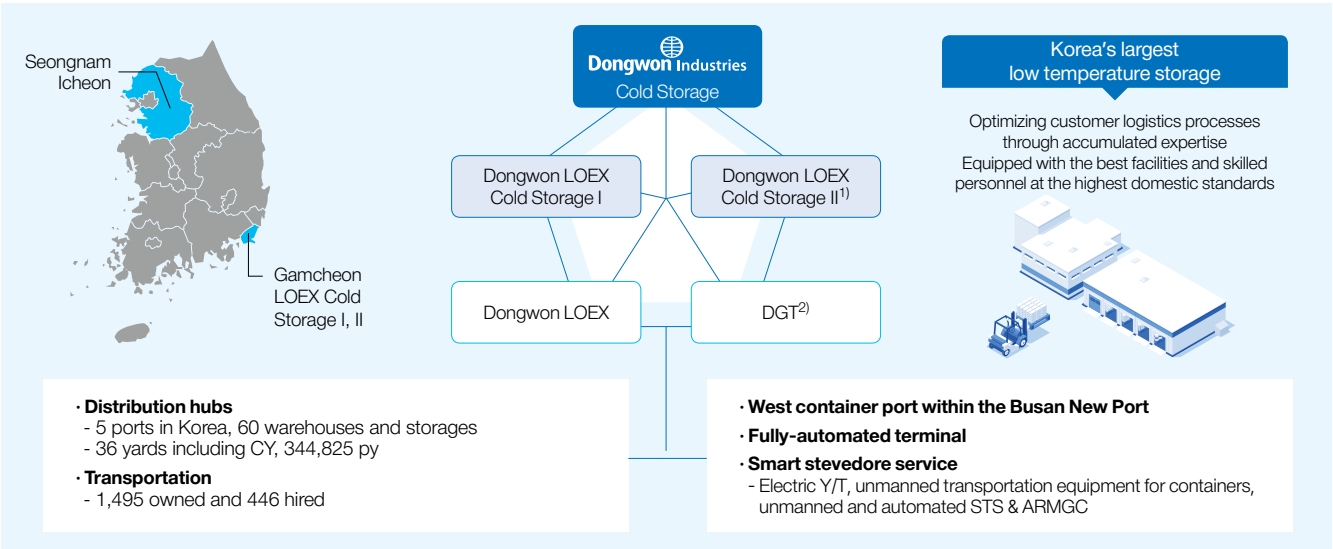 Seongnam
Icheon
Gamcheon
LOEX Cold
Storage I, II
Dongwon Industries
Cold Storage
Dongwon LOEX
Cold Storage I
Dongwon LOEX
Cold Storage II1)
Dongwon LOEX
DGT2)
Korea's largest
low temperature storage
Optimizing customer logistics processes
through accumulated expertise
Equipped with the best facilities and skilled
personnel at the highest domestic standards
· Distribution hubs
- 5 ports in Korea, 60 warehouses and storages
- 36 yards including CY, 344,825 py
· Transportation
- 1,495 owned and 446 hired
· West container port within the Busan New Port
· Fully-automated terminal
· Smart stevedore service
- Electric Y/T, unmanned transportation equipment for containers,
unmanned and automated STS & ARMGC